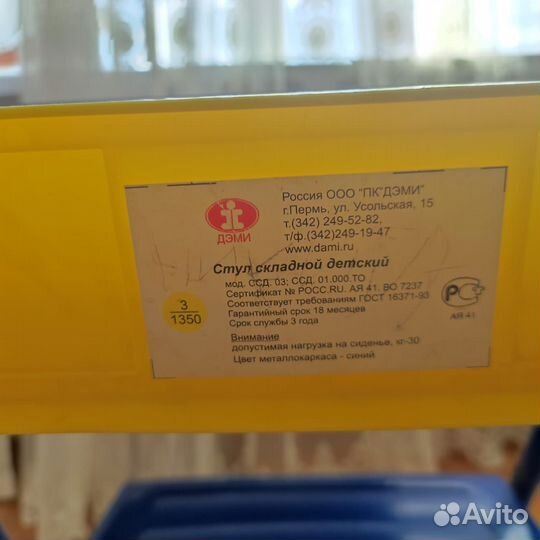 Россия ООО "ПК"ДЭМИ"
г.Пермь, ул. Усольская, 15
т.(342) 249-52-82,
т/ф.(342)249-19-47
www.dami.ru
ДЭМИ
Стул складной детский
мод. ССД. 03; ССД. 01.000.ТО
Сертификат № РОСС.RU. АЯ 41. ВО 7237
Соответствует требованиям ГОСТ 16371-93
Гарантийный срок 18 месяцев
Срок службы 3 года
3
1350
РС
АЯ 41
Внимание
допустимая нагрузка на сиденье, кг-30
Цвет металлокаркаса - синий
Avito